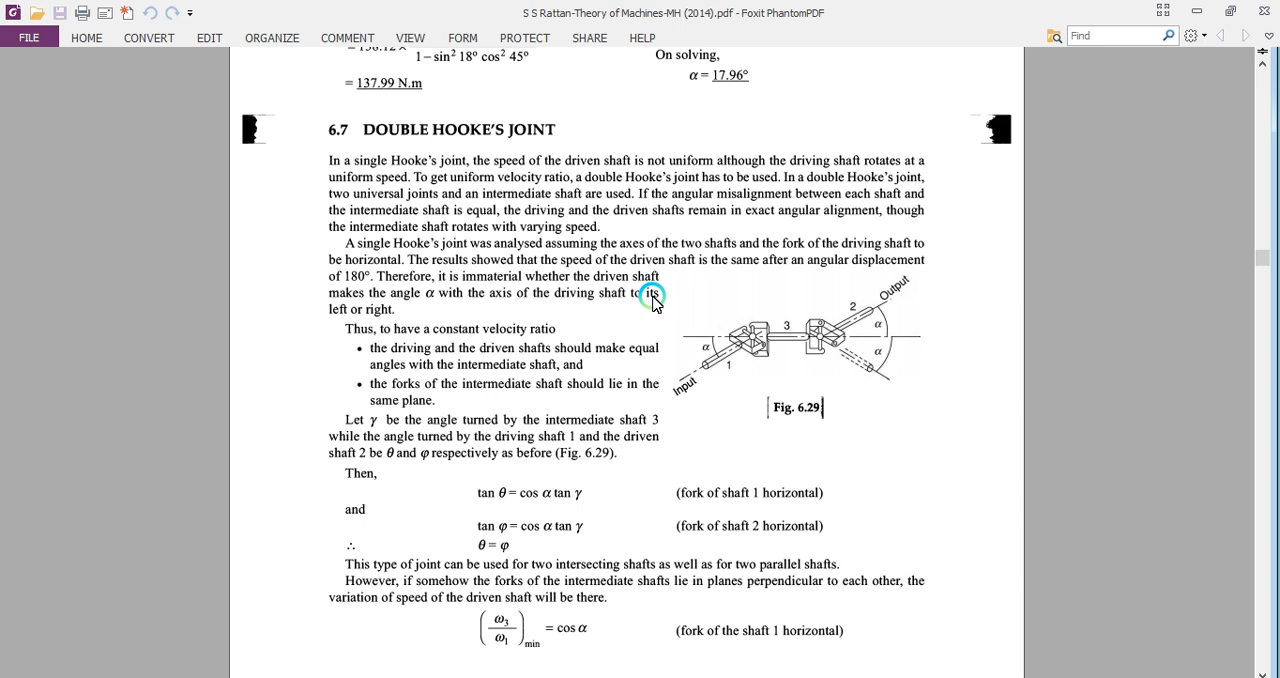 S S Rattan-Theory of Machines-MH (2014).pdf - Foxit PhantomPDF
FILE HOME CONVERT EDIT ORGANIZE COMMENT VIEW FORM PROTECT SHARE HELP Find
1 – sin² 18° cos² 45°
= 137.99 N.m
On solving,
α = 17.96°
6.7 DOUBLE HOOKE'S JOINT
In a single Hooke's joint, the speed of the driven shaft is not uniform although the driving shaft rotates at a
uniform speed. To get uniform velocity ratio, a double Hooke's joint has to be used. In a double Hooke's joint,
two universal joints and an intermediate shaft are used. If the angular misalignment between each shaft and
the intermediate shaft is equal, the driving and the driven shafts remain in exact angular alignment, though
the intermediate shaft rotates with varying speed.
A single Hooke's joint was analysed assuming the axes of the two shafts and the fork of the driving shaft to
be horizontal. The results showed that the speed of the driven shaft is the same after an angular displacement
of 180°. Therefore, it is immaterial whether the driven shaft
makes the angle α with the axis of the driving shaft to its
left or right.
Thus, to have a constant velocity ratio
• the driving and the driven shafts should make equal
angles with the intermediate shaft, and
• the forks of the intermediate shaft should lie in the
same plane.
Let γ be the angle turned by the intermediate shaft 3
while the angle turned by the driving shaft 1 and the driven
shaft 2 be θ and φ respectively as before (Fig. 6.29).
Output
2
α
3
α
α
1
Input
Fig. 6.29
Then,
tan θ = cos α tan γ (fork of shaft 1 horizontal)
and
tan φ = cos α tan γ (fork of shaft 2 horizontal)
∴ θ = φ
This type of joint can be used for two intersecting shafts as well as for two parallel shafts.
However, if somehow the forks of the intermediate shafts lie in planes perpendicular to each other, the
variation of speed of the driven shaft will be there.
(ω₃/ω₁)min = cos α (fork of the shaft 1 horizontal)